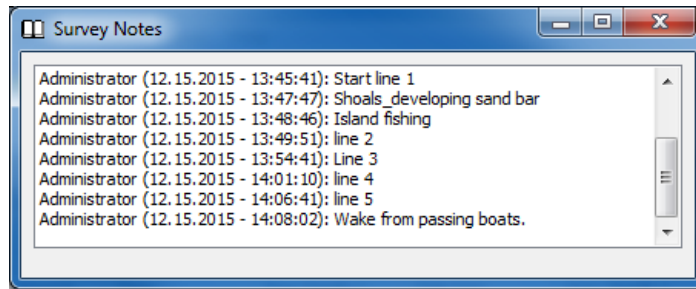 Survey Notes
Administrator (12.15.2015 - 13:45:41): Start line 1
Administrator (12.15.2015 - 13:47:47): Shoals_developing sand bar
Administrator (12.15.2015 - 13:48:46): Island fishing
Administrator (12.15.2015 - 13:49:51): line 2
Administrator (12.15.2015 - 13:54:41): Line 3
Administrator (12.15.2015 - 14:01:10): line 4
Administrator (12.15.2015 - 14:06:41): line 5
Administrator (12.15.2015 - 14:08:02): Wake from passing boats.